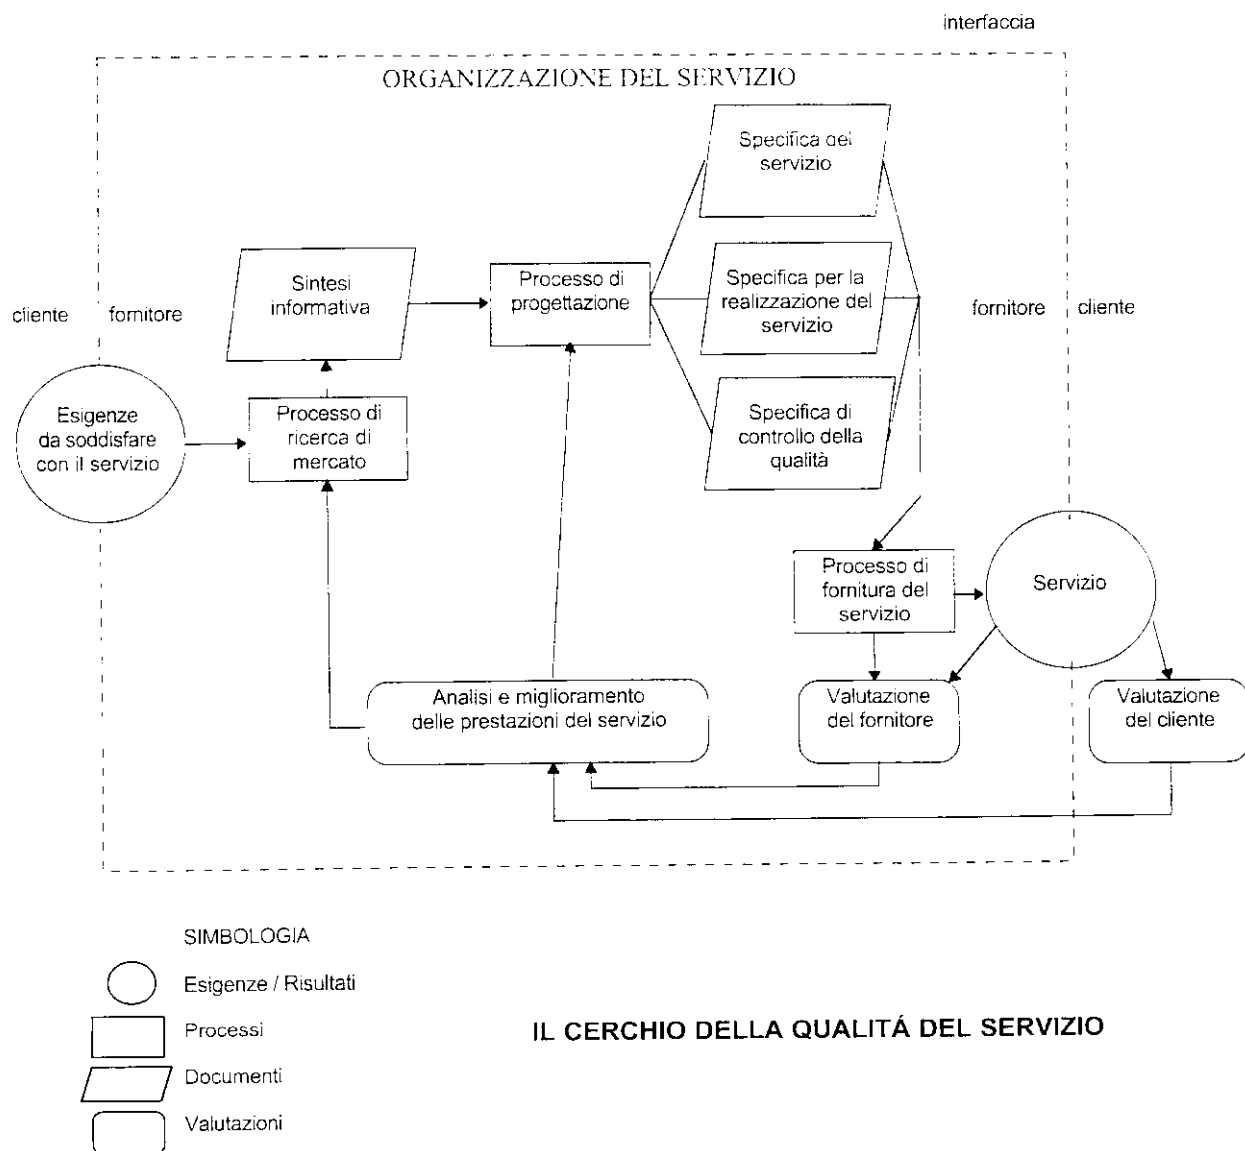 interfaccia
ORGANIZZAZIONE DEL SERVIZIO
Specifica del
servizio
Sintesi
informativa
Processo di
progettazione
Specifica per la
realizzazione del
servizio
cliente
fornitore
fornitore
cliente
Esigenze
da soddisfare
con il servizio
Processo di
ricerca di
mercato
Specifica di
controllo della
qualità
Processo di
fornitura del
servizio
Servizio
Analisi e miglioramento
delle prestazioni del servizio
Valutazione
del fornitore
Valutazione
del cliente
SIMBOLOGIA
Esigenze / Risultati
Processi
Documenti
Valutazioni
IL CERCHIO DELLA QUALITÁ DEL SERVIZIO